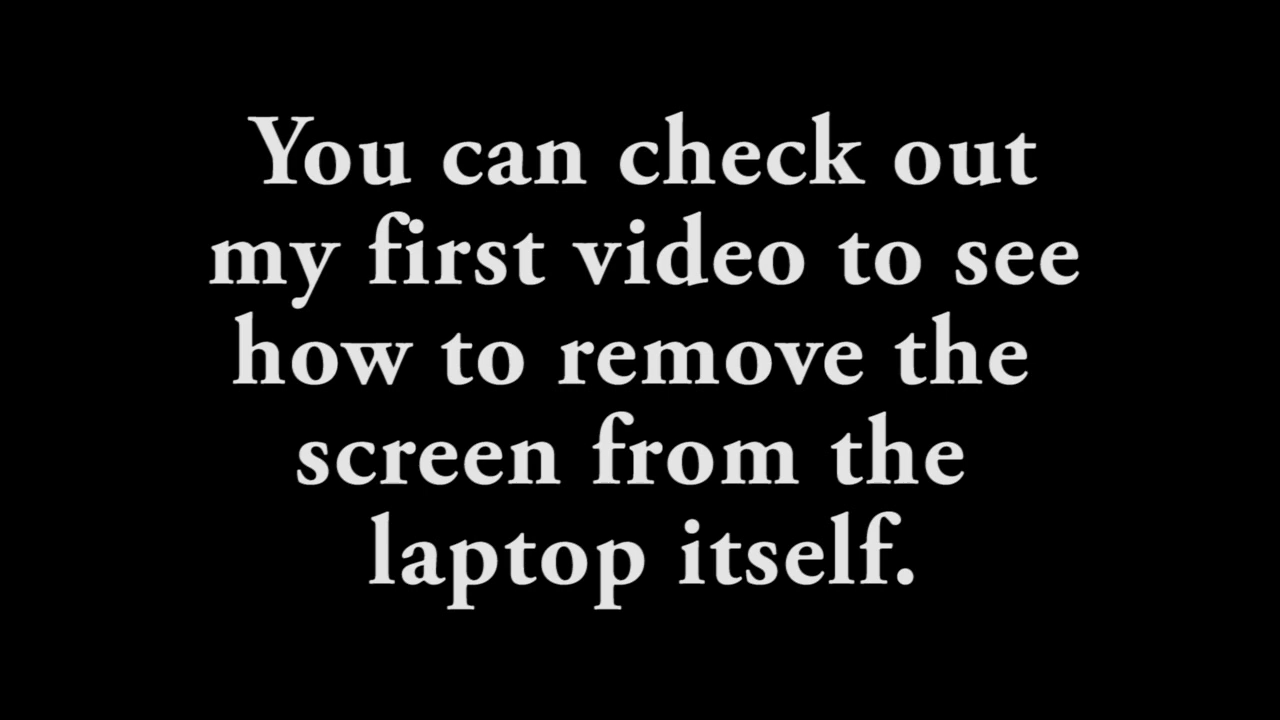 You can check out
my first video to see
how to remove the
screen from the
laptop itself.